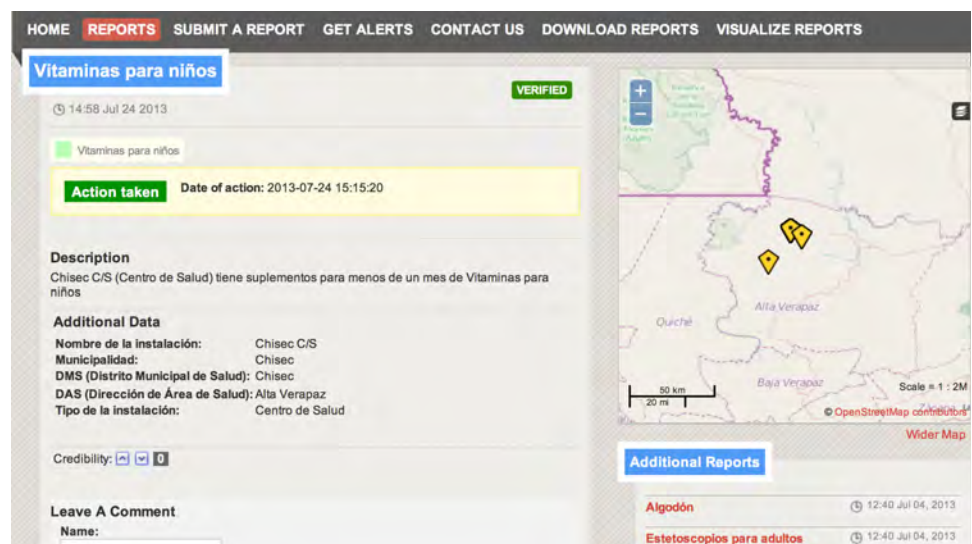 HOME REPORTS SUBMIT A REPORT GET ALERTS CONTACT US DOWNLOAD REPORTS VISUALIZE REPORTS
Vitaminas para niños
VERIFIED
14:58 Jul 24 2013
Vitaminas para niños
Action taken Date of action: 2013-07-24 15:15:20
Description
Chisec C/S (Centro de Salud) tiene suplementos para menos de un mes de Vitaminas para
niños
Additional Data
Nombre de la instalación: Chisec C/S
Municipalidad: Chisec
DMS (Distrito Municipal de Salud): Chisec
DAS (Dirección de Área de Salud): Alta Verapaz
Tipo de la instalación: Centro de Salud
Credibility: 0
Leave A Comment
Name:
+
−
Alta Verapaz
Quiché
Baja Verapaz
50 km
20 mi
Scale = 1 : 2M
© OpenStreetMap contributors
Wider Map
Additional Reports
Algodón 12:40 Jul 04, 2013
Estetoscopios para adultos 12:40 Jul 04, 2013